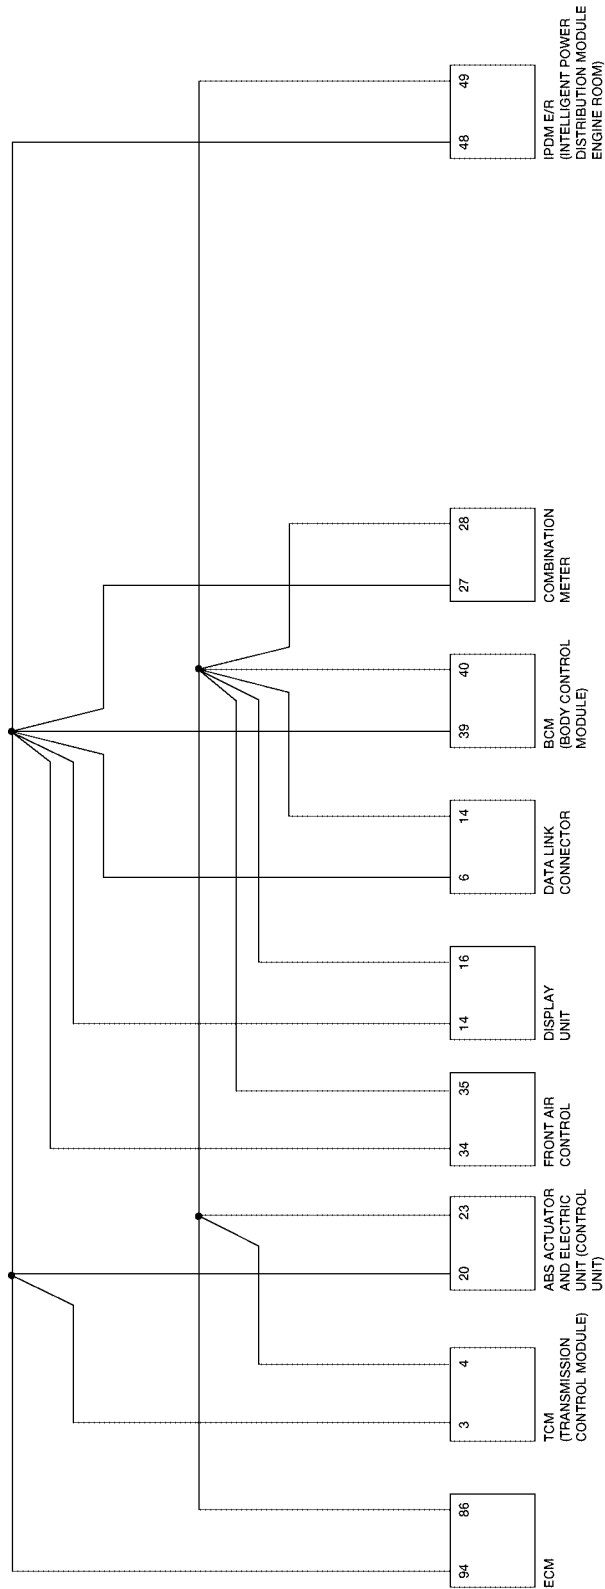 94
86
ECM
3
4
TCM
(TRANSMISSION
CONTROL MODULE)
20
23
ABS ACTUATOR
AND ELECTRIC
UNIT (CONTROL
UNIT)
34
35
FRONT AIR
CONTROL
14
16
DISPLAY
UNIT
6
14
DATA LINK
CONNECTOR
39
40
BCM
(BODY CONTROL
MODULE)
27
28
COMBINATION
METER
48
49
IPDM E/R
(INTELLIGENT POWER
DISTRIBUTION MODULE
ENGINE ROOM)